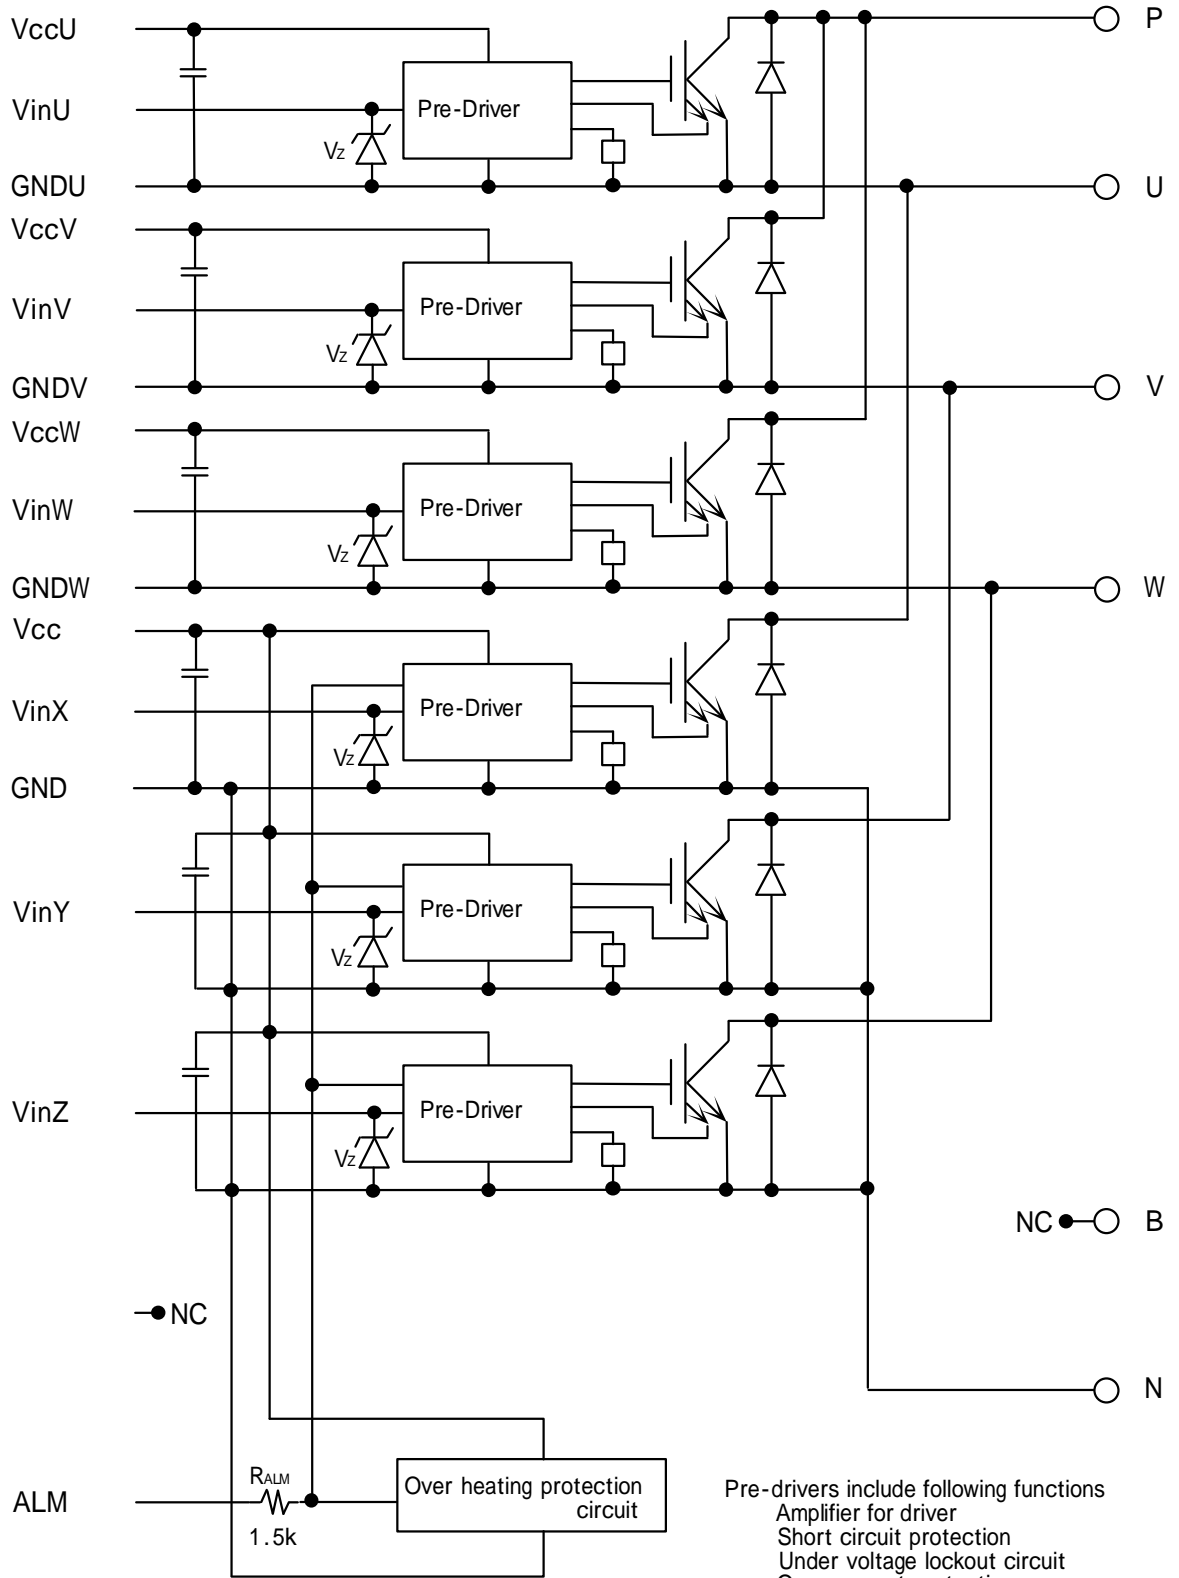 VccU
P
VinU
Pre-Driver
Vz
GNDU
U
VccV
VinV
Pre-Driver
Vz
GNDV
V
VccW
VinW
Pre-Driver
Vz
GNDW
W
Vcc
VinX
Pre-Driver
Vz
GND
VinY
Pre-Driver
Vz
VinZ
Pre-Driver
Vz
NC
B
NC
N
RALM
ALM
1.5k
Over heating protection
circuit
Pre-drivers include following functions
Amplifier for driver
Short circuit protection
Under voltage lockout circuit